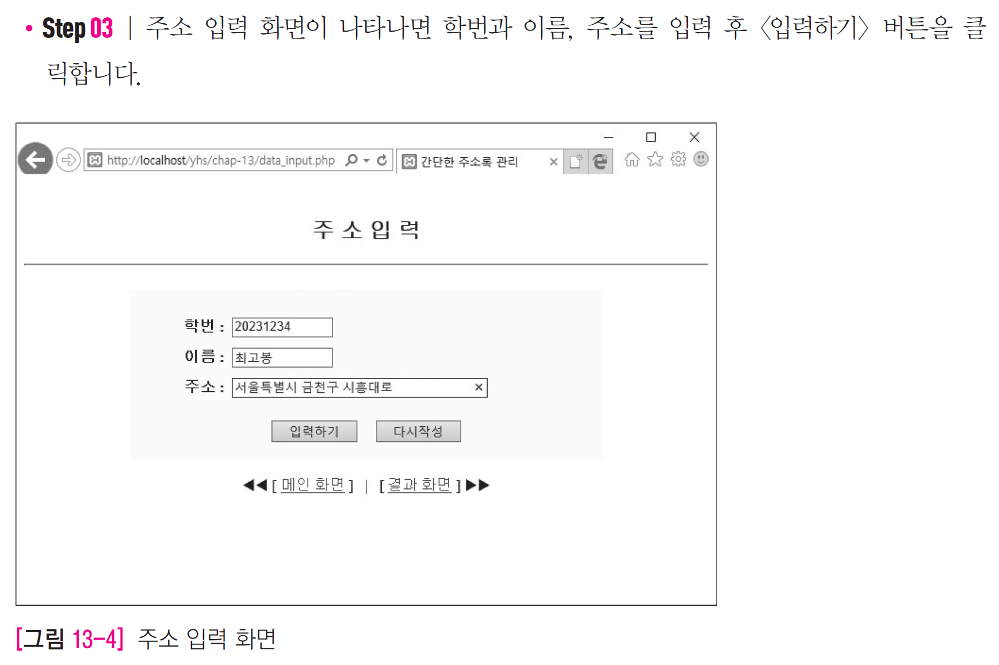 • Step 03 | 주소 입력 화면이 나타나면 학번과 이름, 주소를 입력 후 〈입력하기〉 버튼을 클
릭합니다.
http://localhost/yhs/chap-13/data_input.php 간단한 주소록 관리
주 소 입 력
학번 : 20231234
이름 : 최고봉
주소 : 서울특별시 금천구 시흥대로
입력하기 다시작성
◀◀ [ 메인 화면 ] | [ 결과 화면 ] ▶▶
[그림 13-4] 주소 입력 화면